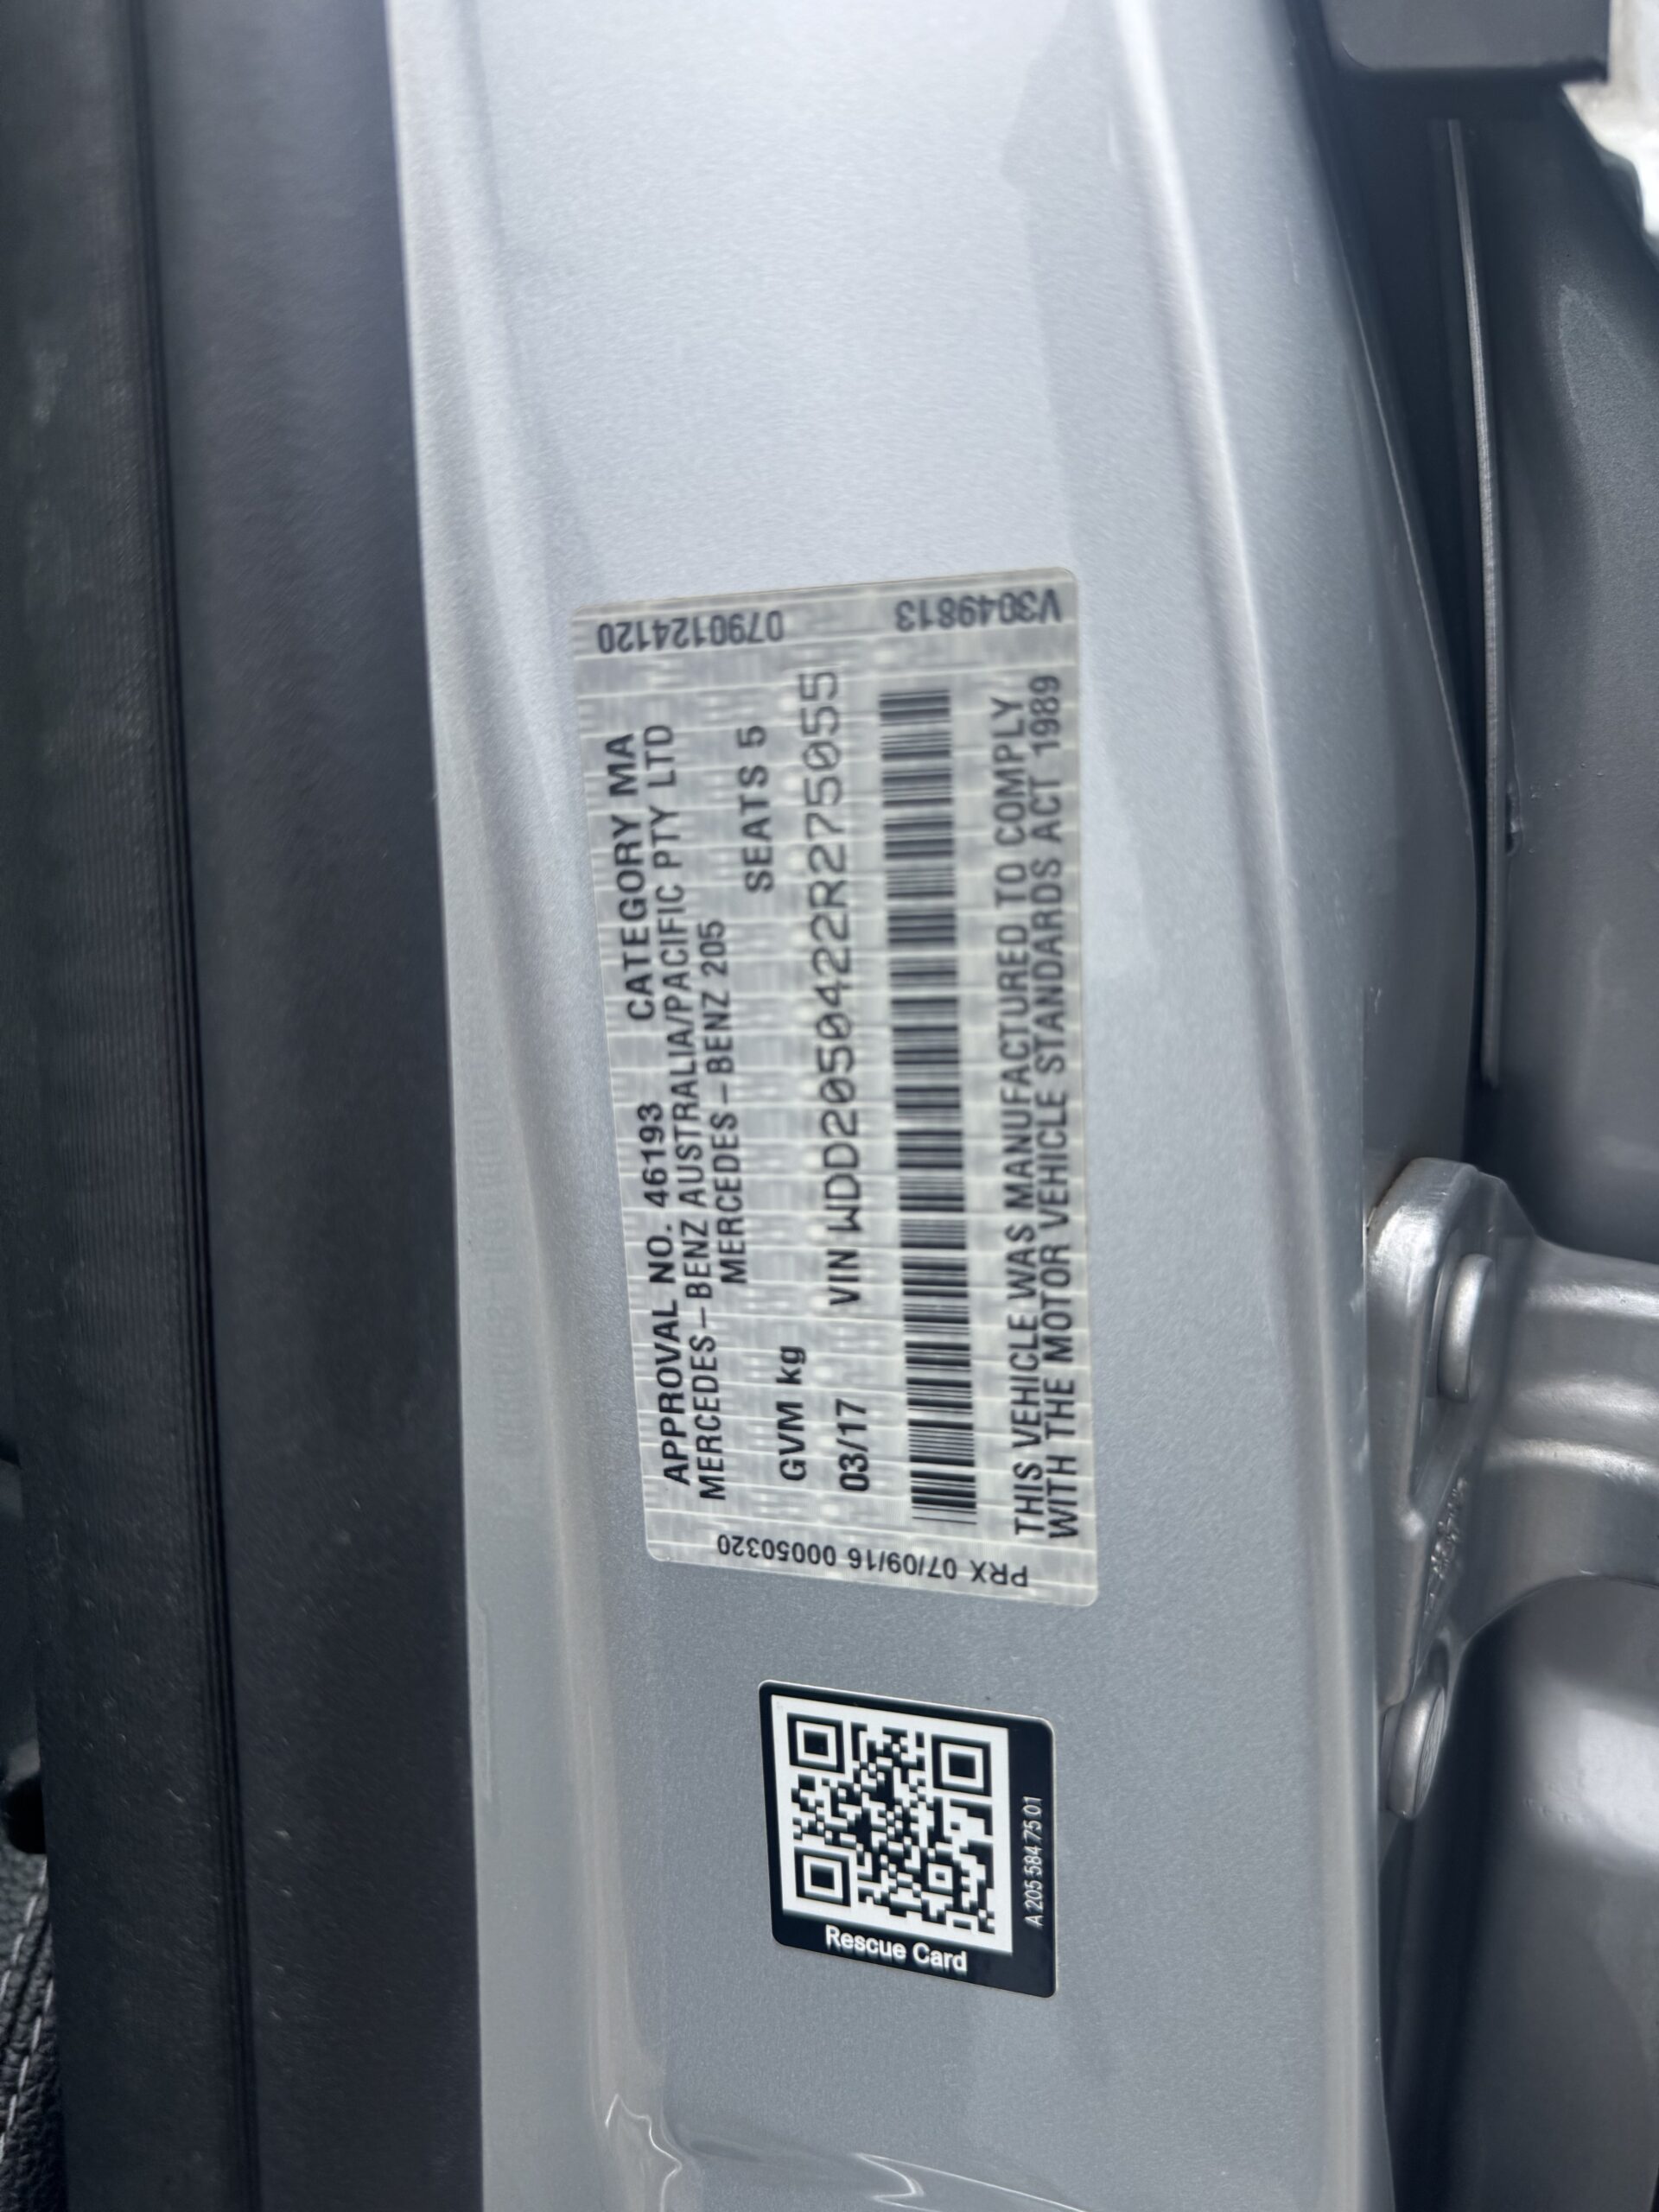 APPROVAL NO. 46193 CATEGORY MA
MERCEDES-BENZ AUSTRALIA/PACIFIC PTY LTD
MERCEDES-BENZ 205
GVM kg SEATS 5
03/17 VIN WDD2050422R275055
THIS VEHICLE WAS MANUFACTURED TO COMPLY
WITH THE MOTOR VEHICLE STANDARDS ACT 1989
PRX 07/09/16 00050320
0790124120
V3049813
Rescue Card
A 205 584 75 01